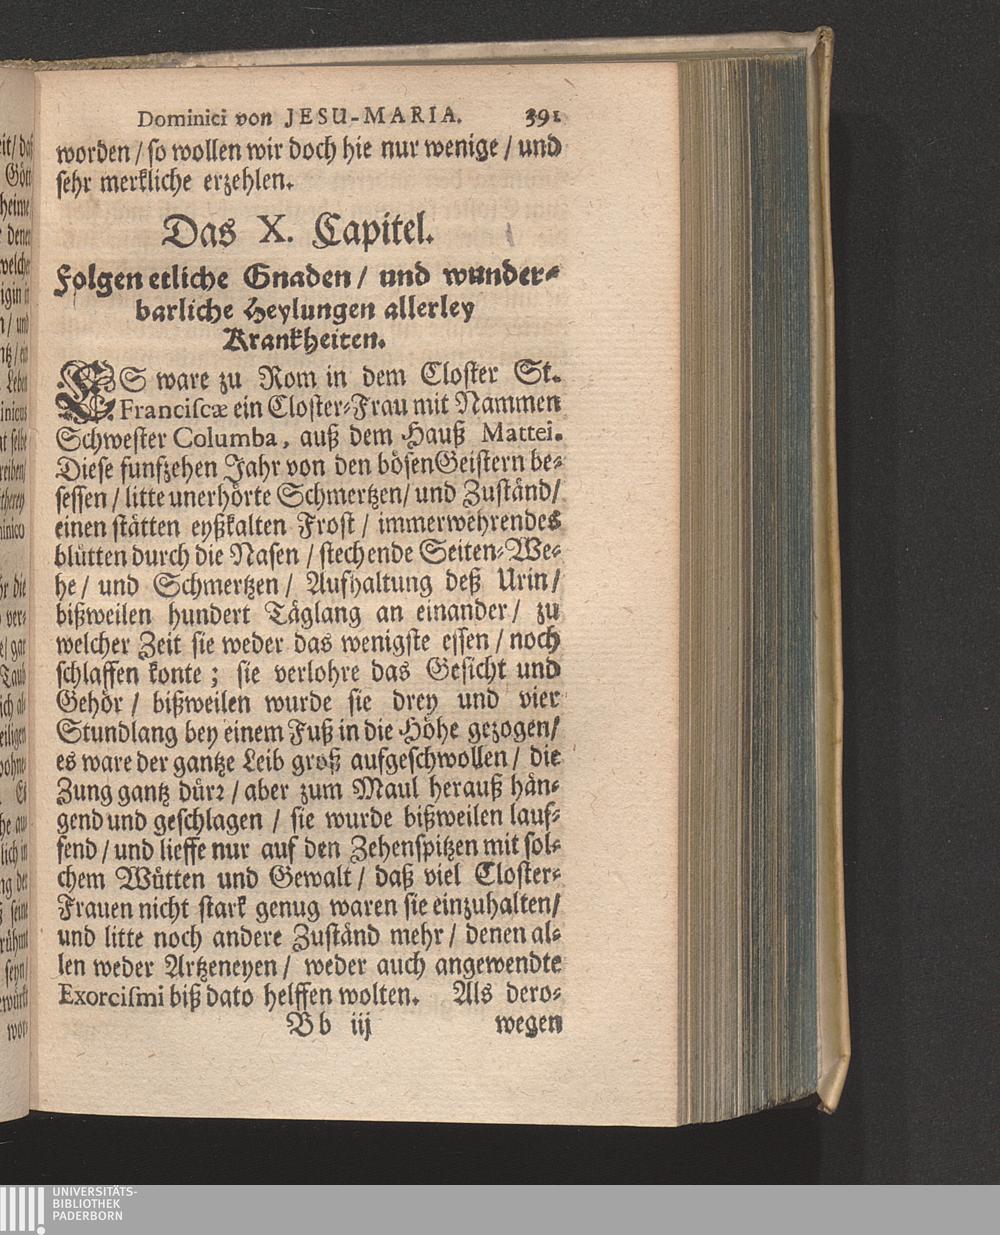 Dominici von JESU-MARIA. 391
worden / so wollen wir doch hie nur wenige / und
sehr merkliche erzehlen.
Das X. Capitel.
Folgen etliche Gnaden / und wunder-
barliche Heylungen allerley
Krankheiten.
ES ware zu Rom in dem Closter St.
Franciscæ ein Closter-Frau mit Nammen
Schwester Columba, auß dem Hauß Mattei.
Diese funfzehen Jahr von den bösen Geistern be-
sessen / litte unerhörte Schmertzen / und Zuständ /
einen stätten eyßkalten Frost / immerwehrendes
blütten durch die Nasen / stechende Seiten-We-
he / und Schmertzen / Aufhaltung deß Urin /
bißweilen hundert Täglang an einander / zu
welcher Zeit sie weder das wenigste essen / noch
schlaffen konte ; sie verlohre das Gesicht und
Gehör / bißweilen wurde sie drey und vier
Stundlang bey einem Fuß in die Höhe gezogen /
es ware der gantze Leib groß aufgeschwollen / die
Zung gantz dürr / aber zum Maul herauß hän-
gend und geschlagen / sie wurde bißweilen lauf-
fend / und lieffe nur auf den Zehenspitzen mit sol-
chem Wütten und Gewalt / daß viel Closter-
Frauen nicht stark genug waren sie einzuhalten /
und litte noch andere Zuständ mehr / denen al-
len weder Artzeneyen / weder auch angewendte
Exorcismi biß dato helffen wolten. Als dero-
Bb iij wegen
UNIVERSITÄTS-
BIBLIOTHEK
PADERBORN